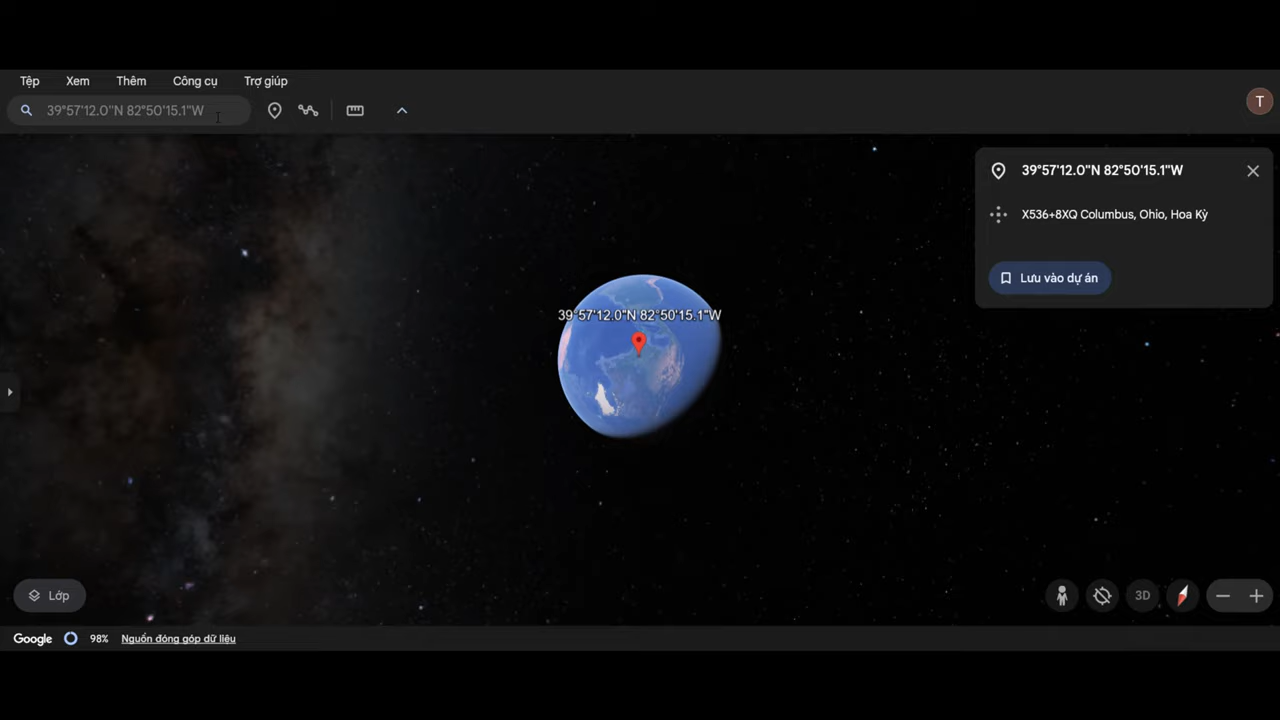 Tệp Xem Thêm Công cụ Trợ giúp
39°57'12.0"N 82°50'15.1"W
T
39°57'12.0"N 82°50'15.1"W
X536+8XQ Columbus, Ohio, Hoa Kỳ
Lưu vào dự án
39°57'12.0"N 82°50'15.1"W
Lớp
3D
Google 98% Nguồn đóng góp dữ liệu